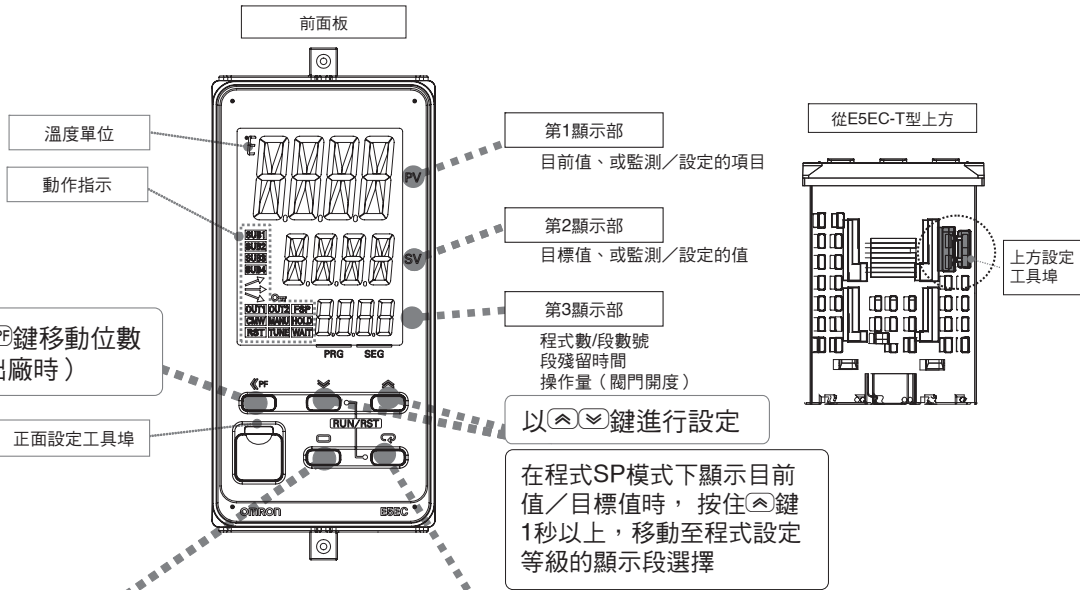 前面板
溫度單位
動作指示
第1顯示部
目前值、或監測／設定的項目
PV
第2顯示部
目標值、或監測／設定的值
SV
SUB1
SUB2
SUB3
SUB4
OUT1 OUT2 FSP
CMW MANU HOLD
RST TUNE WAIT
PRG SEG
第3顯示部
程式數/段數號
段殘留時間
操作量（閥門開度）
鍵移動位數
出廠時）
PF
RUN/RST
正面設定工具埠
OMRON E5EC
以鍵進行設定
在程式SP模式下顯示目前
值／目標值時， 按住鍵
1秒以上，移動至程式設定
等級的顯示段選擇
從E5EC-T型上方
上方設定
工具埠